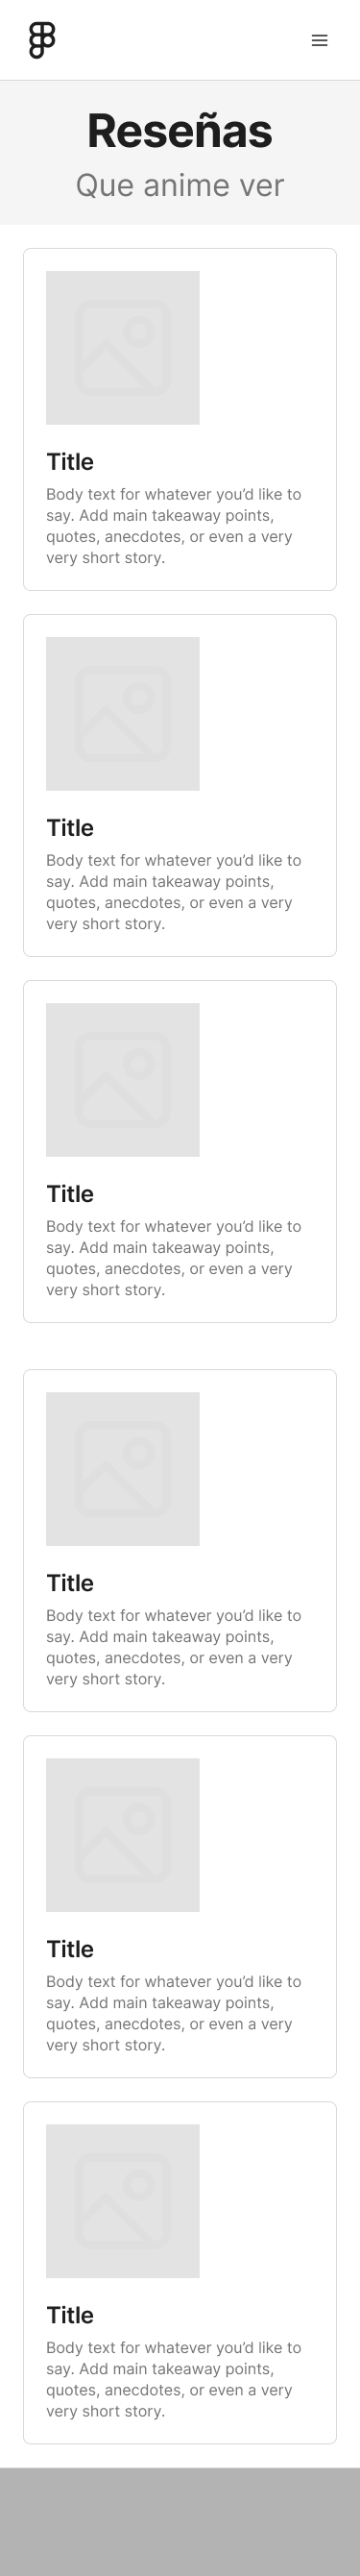 Reseñas
Que anime ver
Title
Body text for whatever you’d like to
say. Add main takeaway points,
quotes, anecdotes, or even a very
very short story.
Title
Body text for whatever you’d like to
say. Add main takeaway points,
quotes, anecdotes, or even a very
very short story.
Title
Body text for whatever you’d like to
say. Add main takeaway points,
quotes, anecdotes, or even a very
very short story.
Title
Body text for whatever you’d like to
say. Add main takeaway points,
quotes, anecdotes, or even a very
very short story.
Title
Body text for whatever you’d like to
say. Add main takeaway points,
quotes, anecdotes, or even a very
very short story.
Title
Body text for whatever you’d like to
say. Add main takeaway points,
quotes, anecdotes, or even a very
very short story.